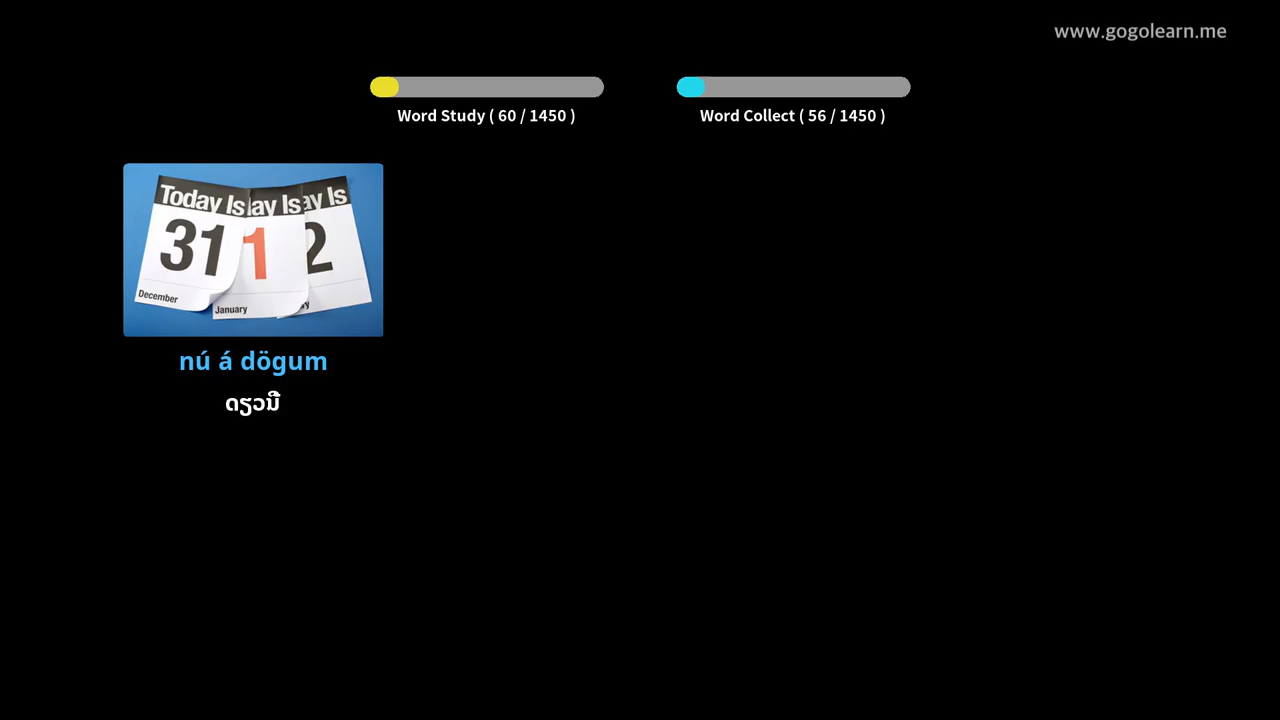 www.gogolearn.me
Word Study ( 60 / 1450 )
Word Collect ( 56 / 1450 )
Today Is
ay Is
ay Is
31
1
2
December
January
ry
nú á dögum
ດຽວນີ້